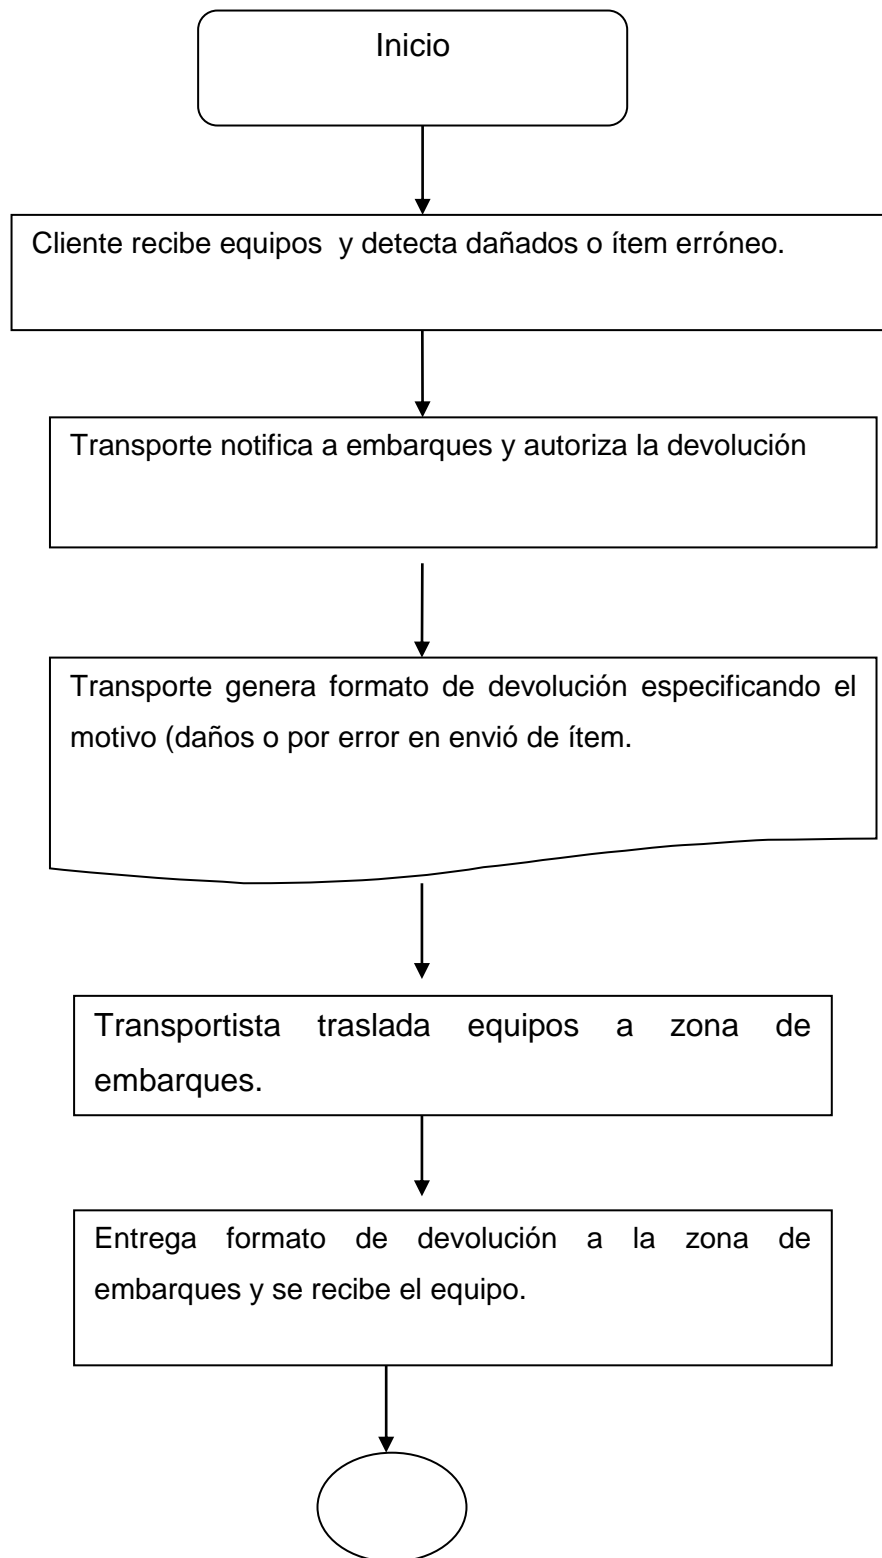 Inicio
Cliente recibe equipos  y detecta dañados o ítem erróneo.
Transporte notifica a embarques y autoriza la devolución
Transporte genera formato de devolución especificando el
motivo (daños o por error en envió de ítem.
Transportista traslada equipos a zona de
embarques.
Entrega formato de devolución a la zona de
embarques y se recibe el equipo.